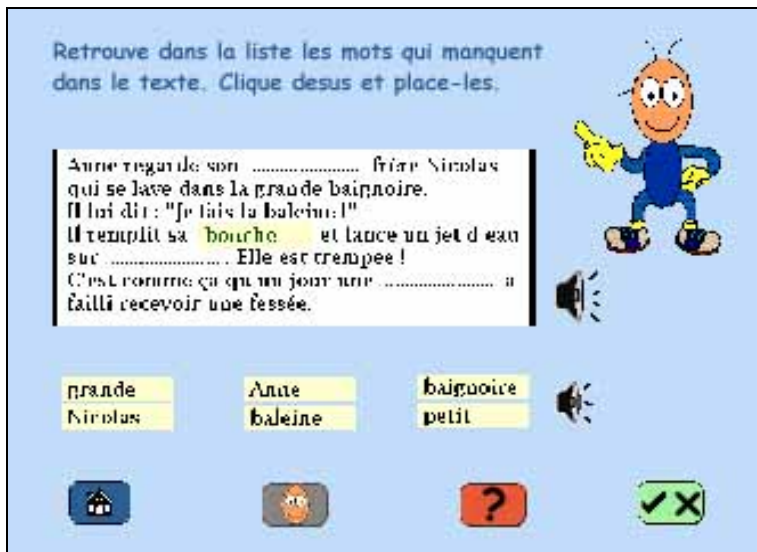 Retrouve dans la liste les mots qui manquent
dans le texte. Clique desus et place-les.
Anne regarde son ........................ frère Nicolas
qui se lave dans la grande baignoire.
Il lui dit : "Je fais la baleine!"
Il remplit sa bouche et lance un jet d'eau
sur .......................... Elle est trempée !
C'est comme ça qu'un jour une ........................ a
failli recevoir une fessée.
grande Anne baignoire
Nicolas baleine petit
?